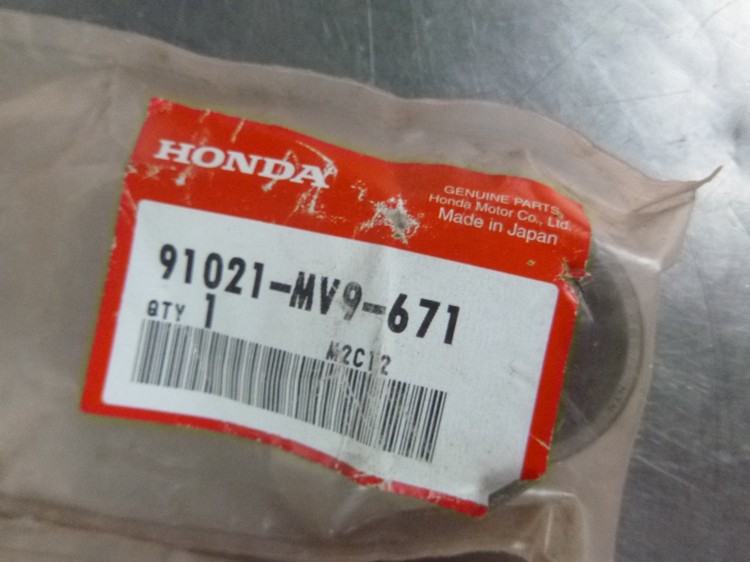 HONDA
GENUINE PARTS
Honda Motor Co., Ltd.
Made in Japan
91021-MV9-671
QTY 1
M2C12